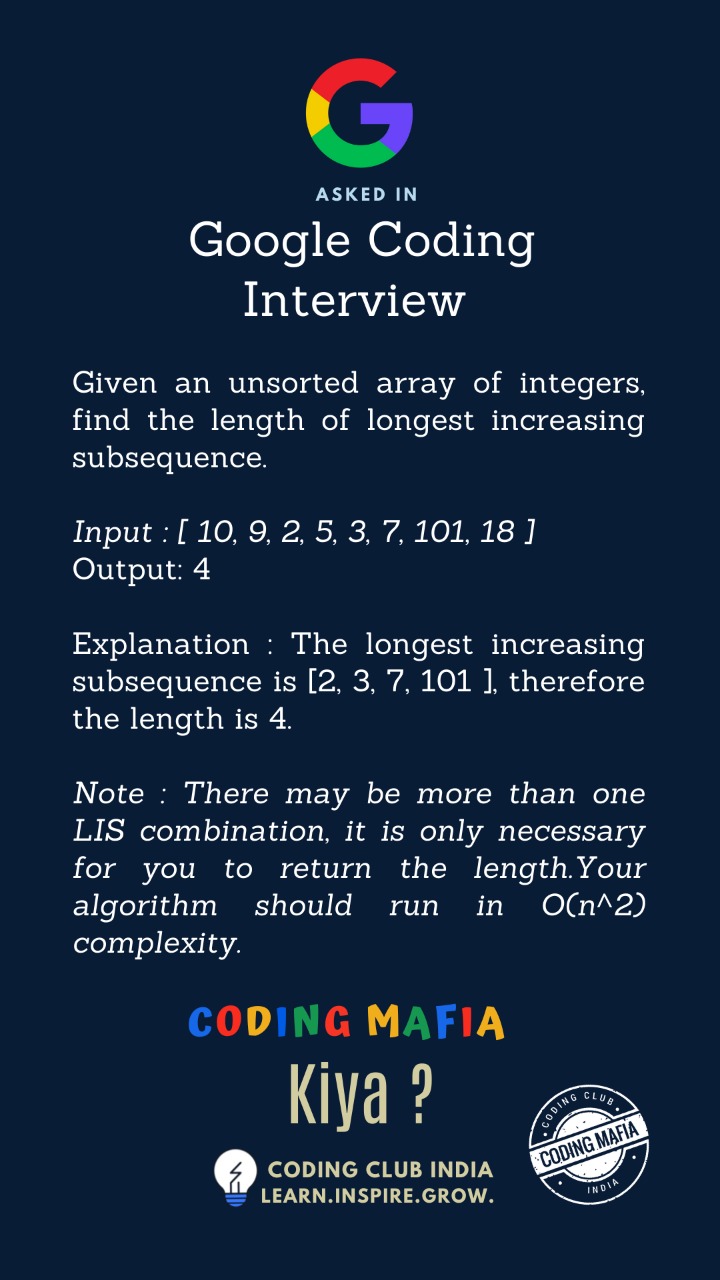 ASKED IN
Google Coding
Interview
Given an unsorted array of integers,
find the length of longest increasing
subsequence.
Input : [ 10, 9, 2, 5, 3, 7, 101, 18 ]
Output: 4
Explanation : The longest increasing
subsequence is [2, 3, 7, 101 ], therefore
the length is 4.
Note : There may be more than one
LIS combination, it is only necessary
for you to return the length.Your
algorithm should run in O(n^2)
complexity.
CODING MAFIA
Kiya ?
CODING CLUB INDIA
LEARN.INSPIRE.GROW.
CODING CLUB
CODING MAFIA
INDIA